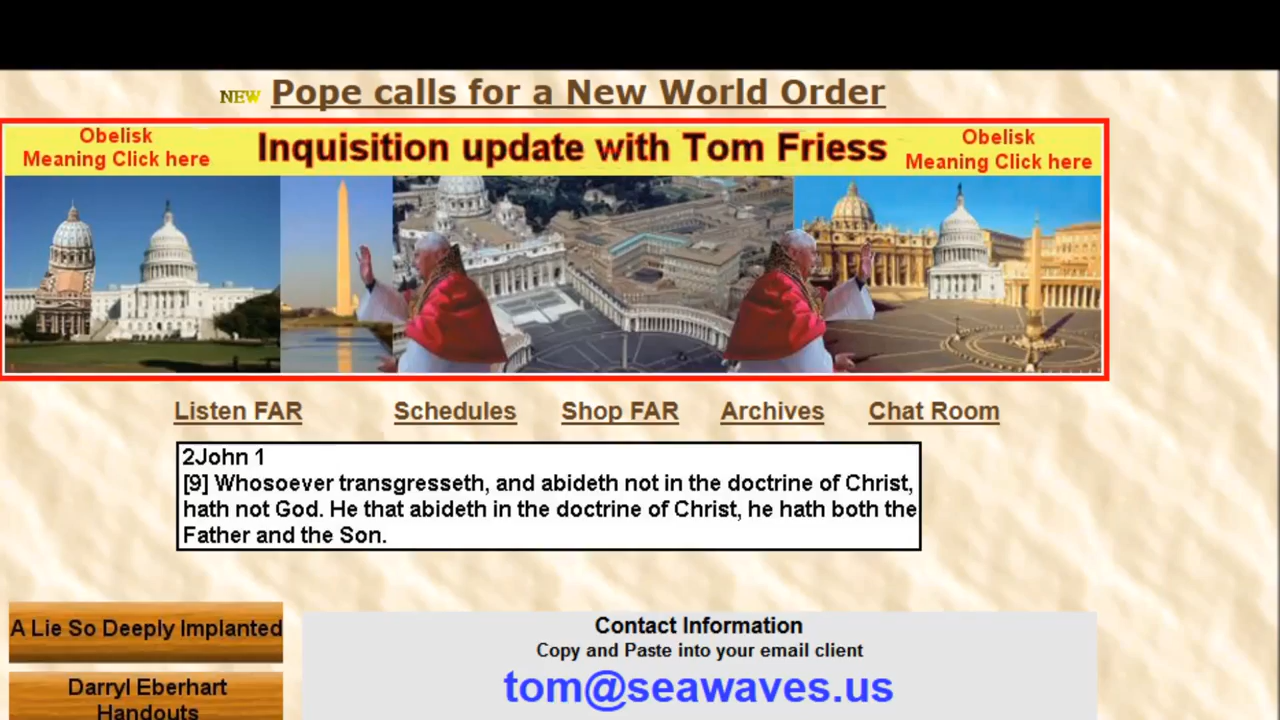 NEW Pope calls for a New World Order
Obelisk
Meaning Click here
Inquisition update with Tom Friess
Obelisk
Meaning Click here
Listen FAR Schedules Shop FAR Archives Chat Room
2John 1
[9] Whosoever transgresseth, and abideth not in the doctrine of Christ,
hath not God. He that abideth in the doctrine of Christ, he hath both the
Father and the Son.
A Lie So Deeply Implanted
Darryl Eberhart
Handouts
Contact Information
Copy and Paste into your email client
tom@seawaves.us